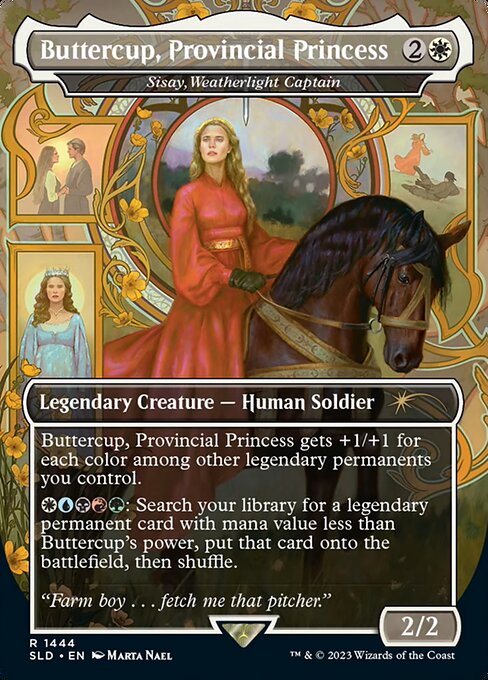 Buttercup, Provincial Princess 2
Sisay, Weatherlight Captain
Legendary Creature — Human Soldier
Buttercup, Provincial Princess gets +1/+1 for
each color among other legendary permanents
you control.
: Search your library for a legendary
permanent card with mana value less than
Buttercup's power, put that card onto the
battlefield, then shuffle.
“Farm boy . . . fetch me that pitcher.”
2/2
R 1444
SLD • EN Marta Nael
™ & © 2023 Wizards of the Coast